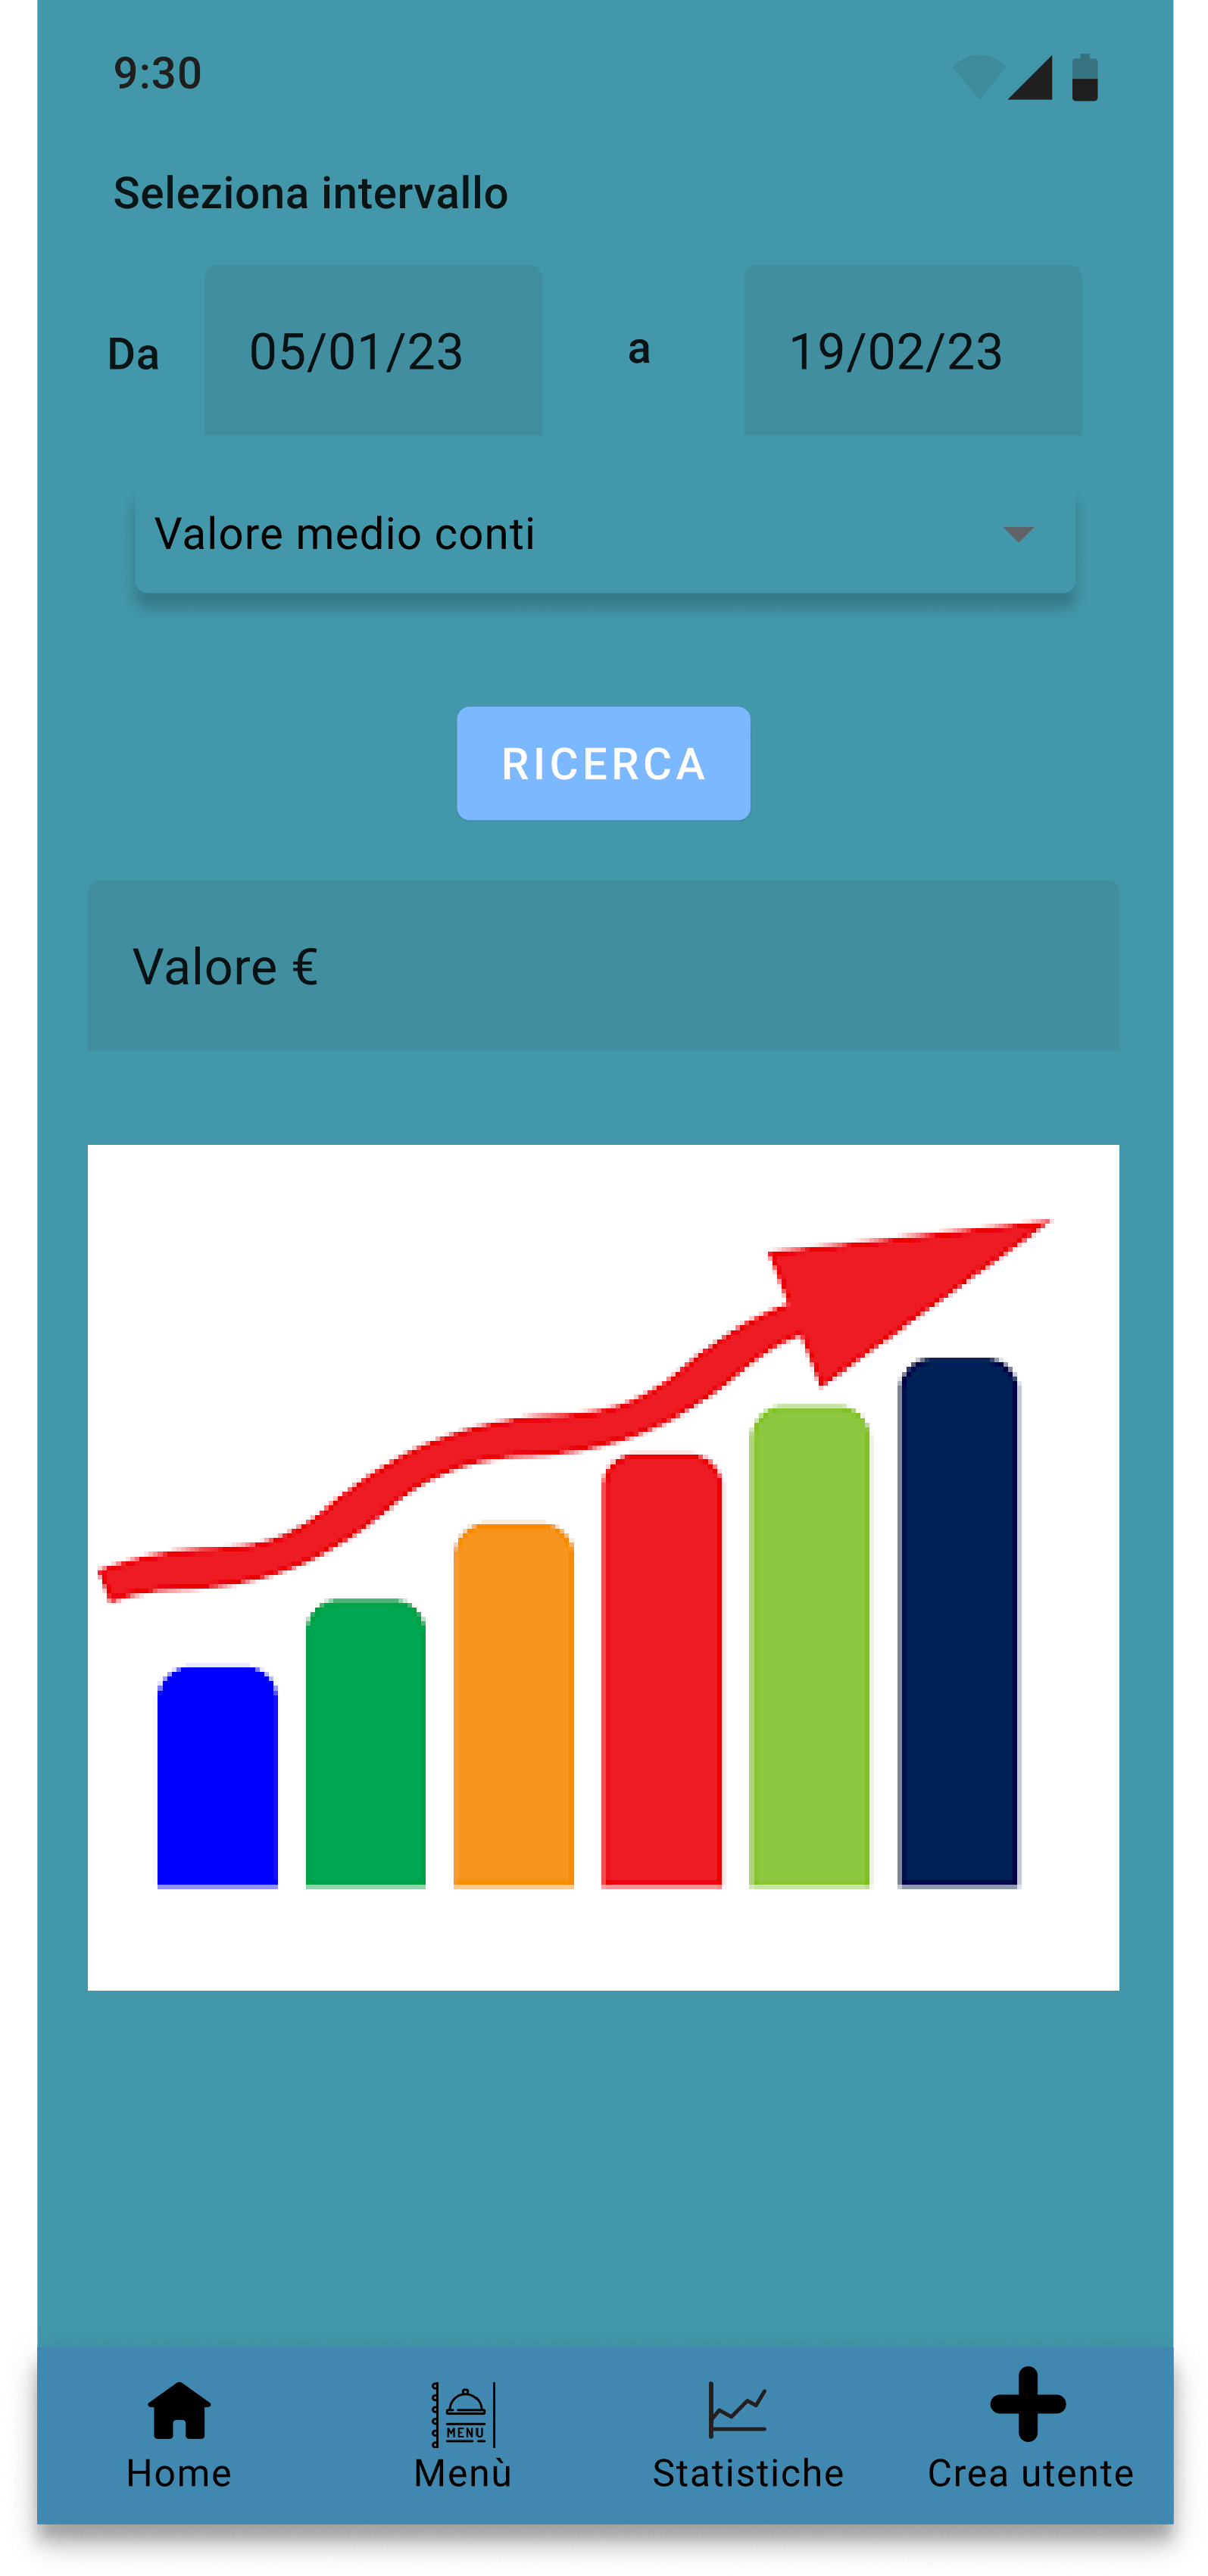 9:30
Seleziona intervallo
Da 05/01/23 a 19/02/23
Valore medio conti
RICERCA
Valore €
MENU
Home Menù Statistiche Crea utente